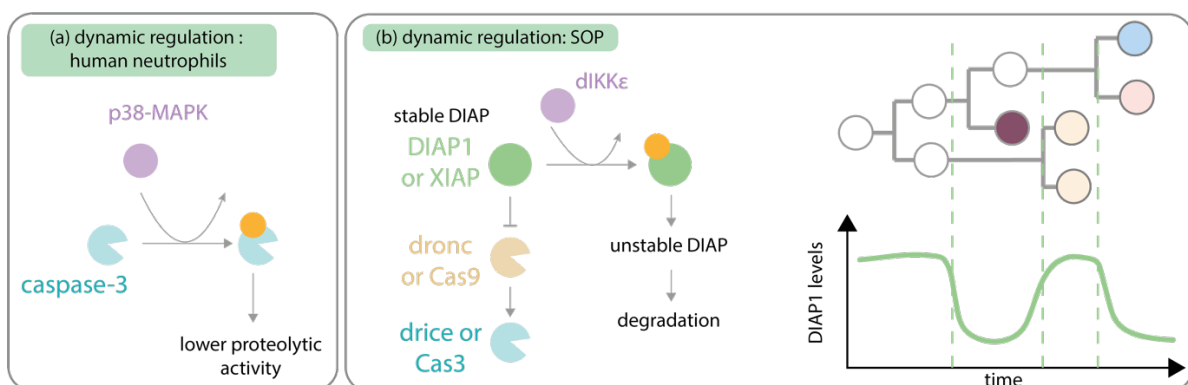 (a) dynamic regulation :
human neutrophils
p38-MAPK
caspase-3
lower proteolytic
activity
(b) dynamic regulation: SOP
dIKKε
stable DIAP
DIAP1
or XIAP
dronc
or Cas9
drice or
Cas3
unstable DIAP
degradation
DIAP1 levels
time